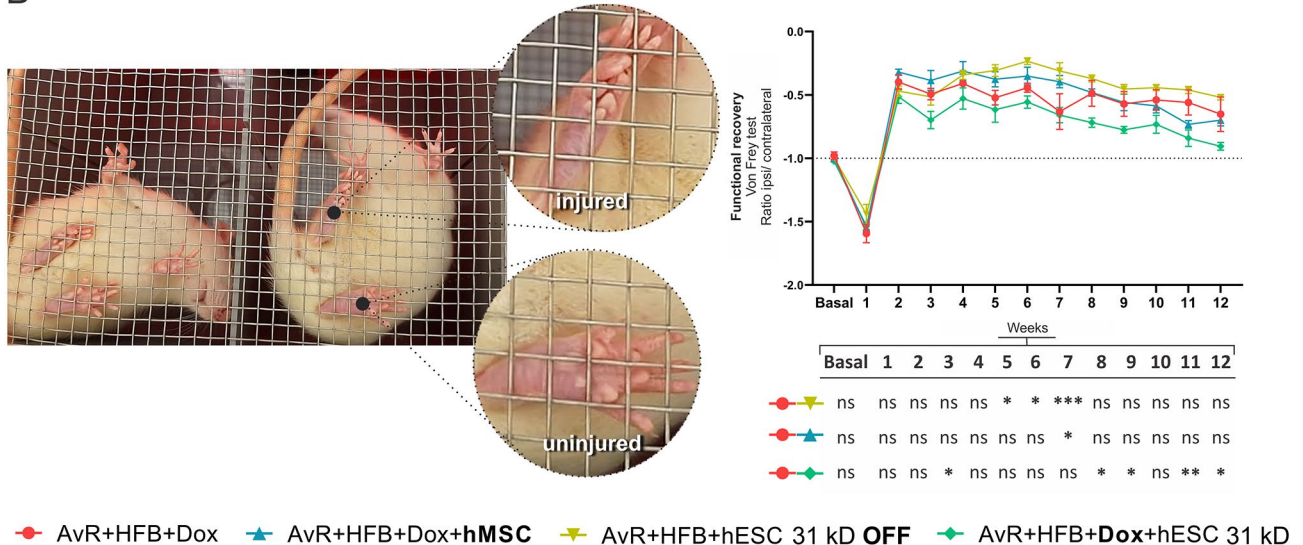 injured
uninjured
Functional recovery
Von Frey test
Ratio ipsi/ contralateral
0.0
-0.5
-1.0
-1.5
-2.0
Basal 1 2 3 4 5 6 7 8 9 10 11 12
Weeks
Basal 1 2 3 4 5 6 7 8 9 10 11 12
ns ns ns ns ns * * *** ns ns ns ns ns
ns ns ns ns ns ns ns * ns ns ns ns ns
ns ns ns * ns ns ns ns * * ns ** *
AvR+HFB+Dox AvR+HFB+Dox+hMSC AvR+HFB+hESC 31 kD OFF AvR+HFB+Dox+hESC 31 kD